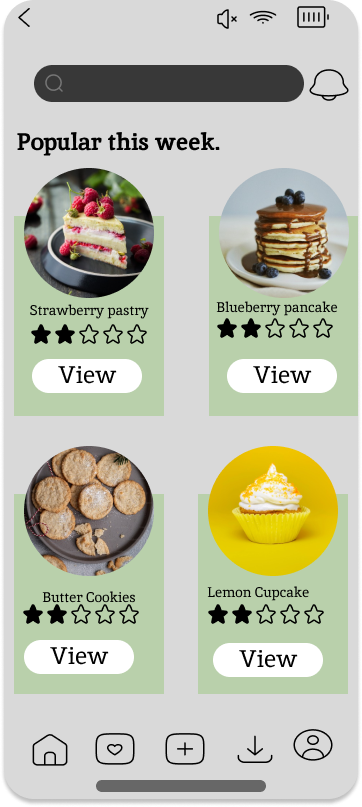 Popular this week.
Strawberry pastry
Blueberry pancake
View
View
Butter Cookies
Lemon Cupcake
View
View